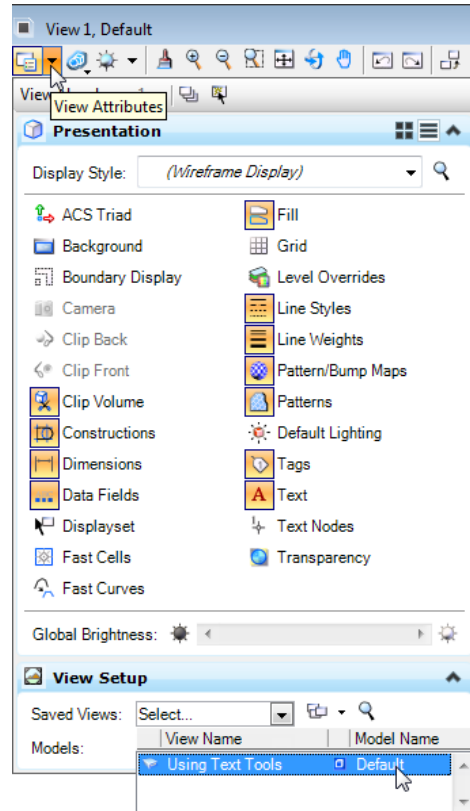 View 1, Default
View
View Attributes
Presentation
Display Style: (Wireframe Display)
ACS Triad Fill
Background Grid
Boundary Display Level Overrides
Camera Line Styles
Clip Back Line Weights
Clip Front Pattern/Bump Maps
Clip Volume Patterns
Constructions Default Lighting
Dimensions Tags
Data Fields A Text
Displayset Text Nodes
Fast Cells Transparency
Fast Curves
Global Brightness:
View Setup
Saved Views: Select...
View Name Model Name
Models:
Using Text Tools Default